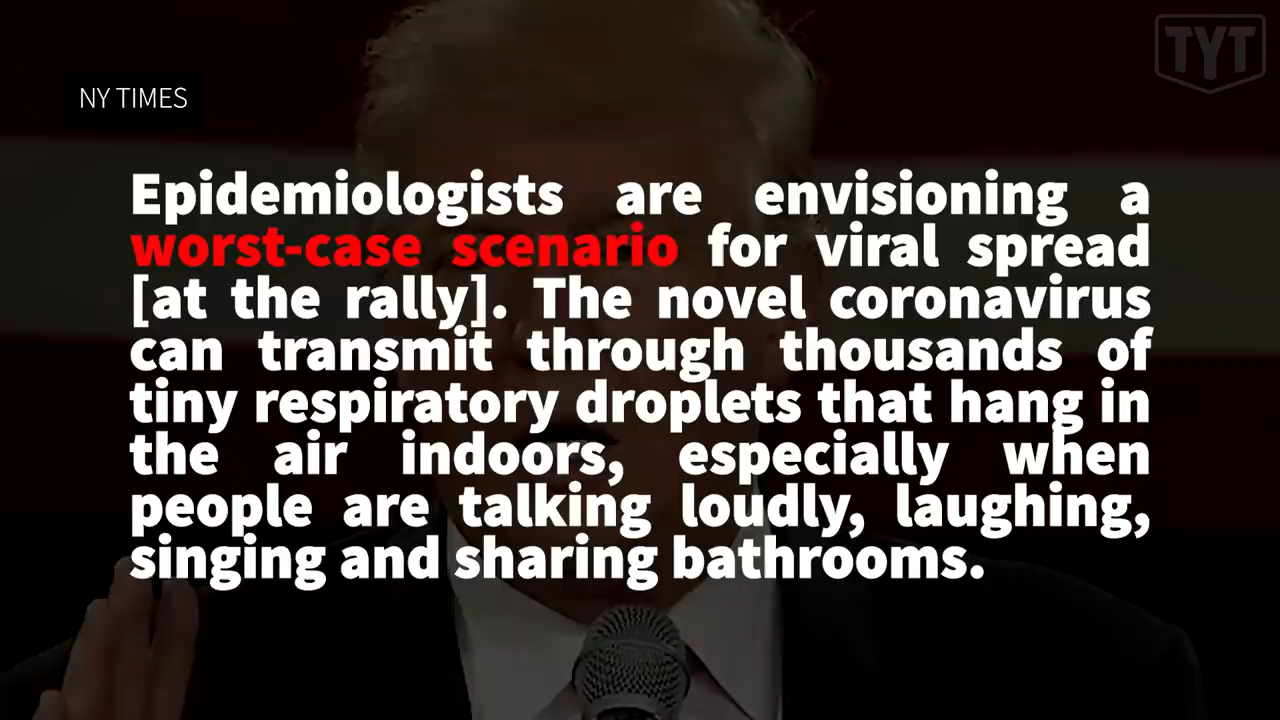 TYT
NY TIMES
Epidemiologists are envisioning a
worst-case scenario for viral spread
[at the rally]. The novel coronavirus
can transmit through thousands of
tiny respiratory droplets that hang in
the air indoors, especially when
people are talking loudly, laughing,
singing and sharing bathrooms.